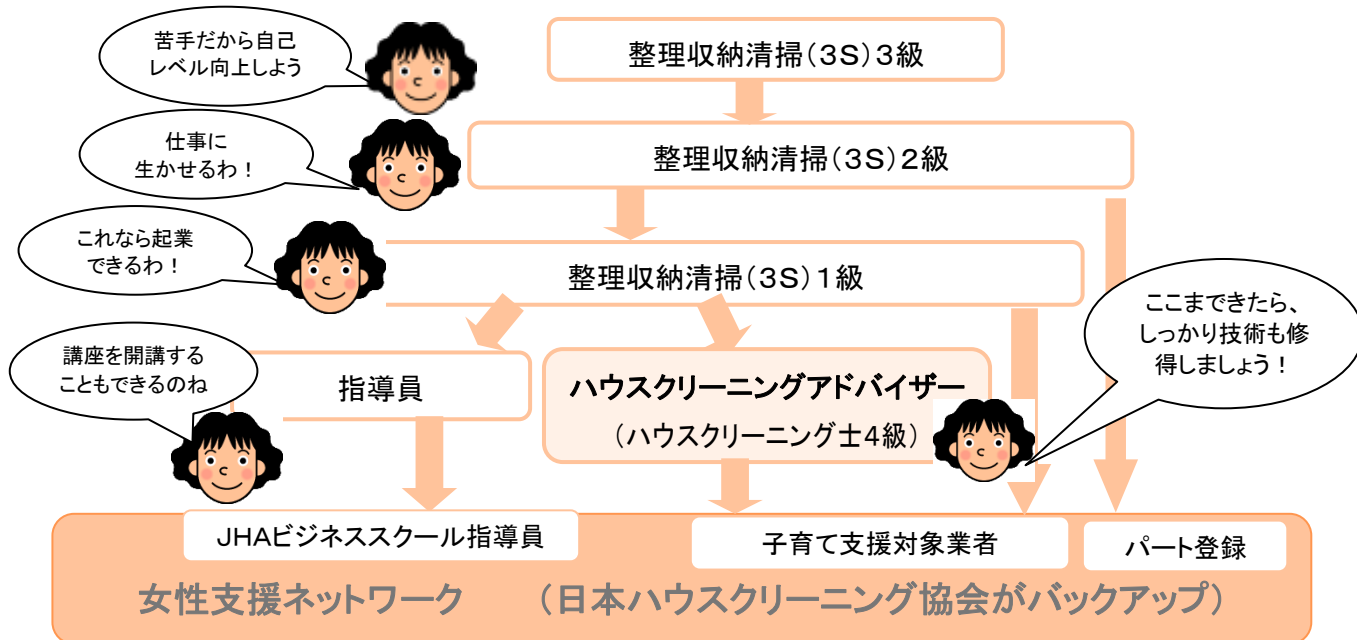 苦手だから自己
レベル向上しよう
整理収納清掃(3S)3級
仕事に
生かせるわ！
整理収納清掃(3S)2級
これなら起業
できるわ！
整理収納清掃(3S)1級
ここまできたら、
しっかり技術も修
得しましょう！
講座を開講する
こともできるのね
指導員
ハウスクリーニングアドバイザー
（ハウスクリーニング士4級）
JHAビジネススクール指導員
子育て支援対象業者
パート登録
女性支援ネットワーク　（日本ハウスクリーニング協会がバックアップ）